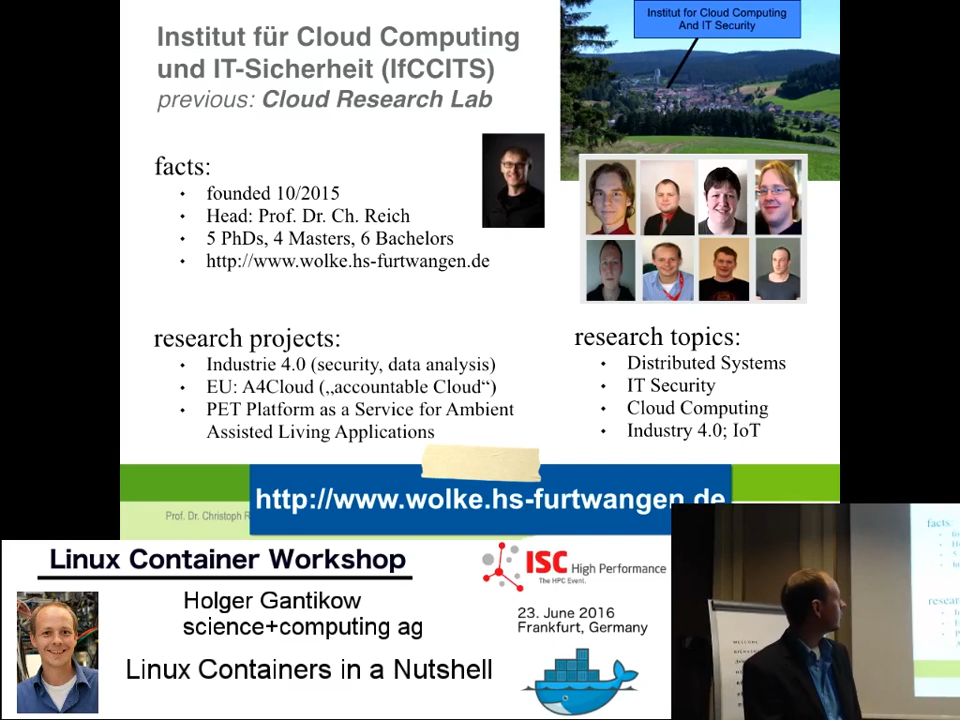 Institut für Cloud Computing
und IT-Sicherheit (IfCCITS)
previous: Cloud Research Lab
Institut for Cloud Computing
And IT Security
facts:
founded 10/2015
Head: Prof. Dr. Ch. Reich
5 PhDs, 4 Masters, 6 Bachelors
http://www.wolke.hs-furtwangen.de
research projects:
Industrie 4.0 (security, data analysis)
EU: A4Cloud („accountable Cloud“)
PET Platform as a Service for Ambient
Assisted Living Applications
research topics:
Distributed Systems
IT Security
Cloud Computing
Industry 4.0; IoT
http://www.wolke.hs-furtwangen.de
Prof. Dr. Christoph R
Linux Container Workshop
Holger Gantikow
science+computing ag
Linux Containers in a Nutshell
ISC High Performance
The HPC Event.
23. June 2016
Frankfurt, Germany
facts:
resear